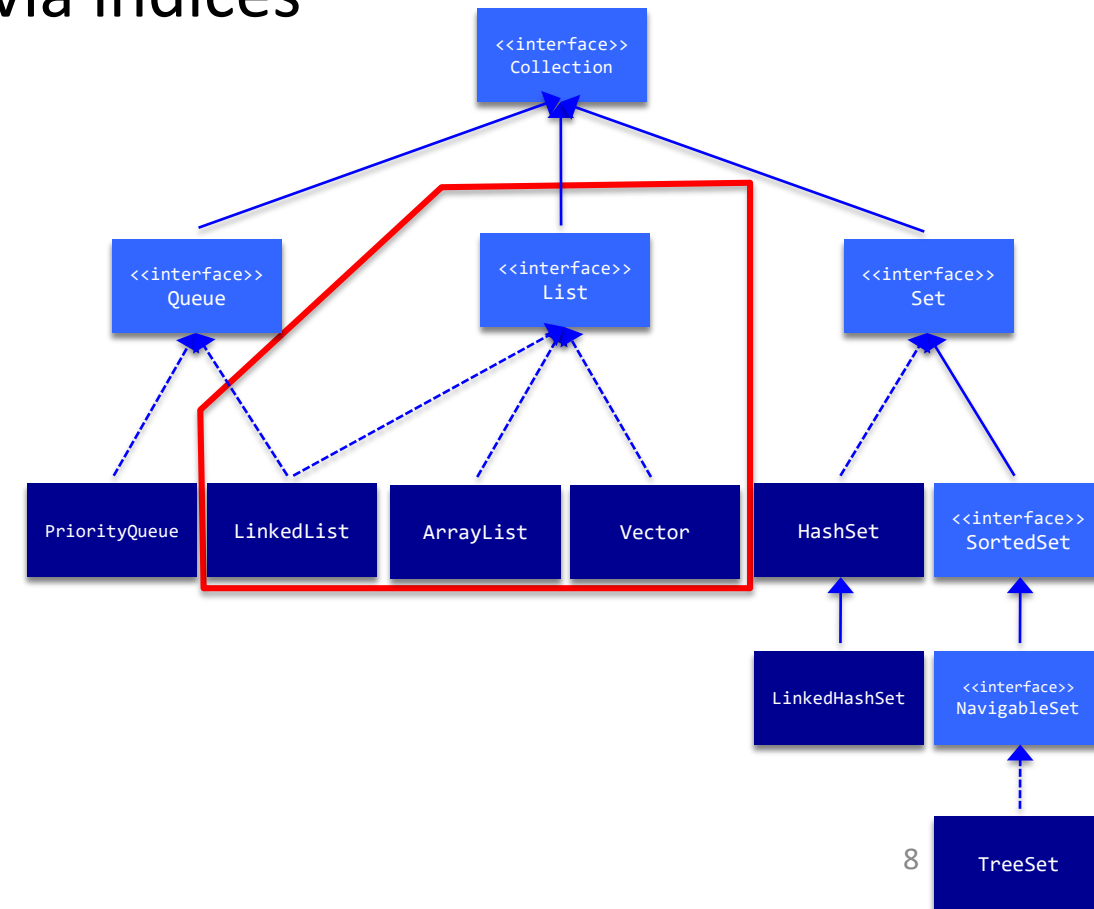 via indices
<<interface>>
Collection
<<interface>>
Queue
<<interface>>
List
<<interface>>
Set
PriorityQueue
LinkedList
ArrayList
Vector
HashSet
<<interface>>
SortedSet
LinkedHashSet
<<interface>>
NavigableSet
8
TreeSet